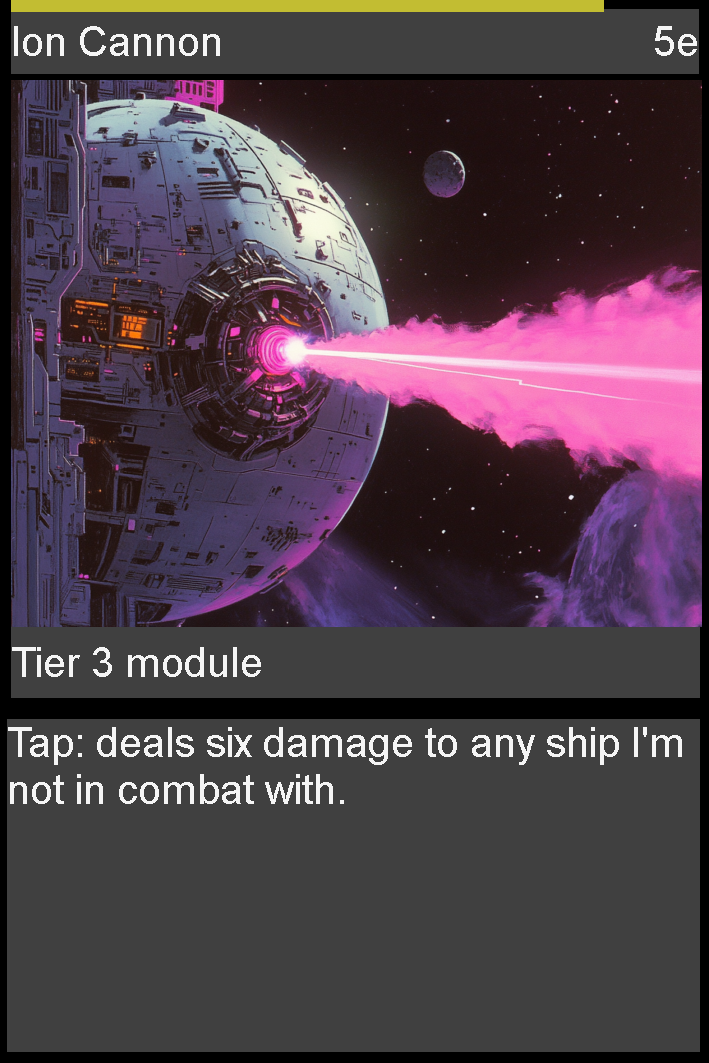 Ion Cannon 5e
Tier 3 module
Tap: deals six damage to any ship I'm
not in combat with.